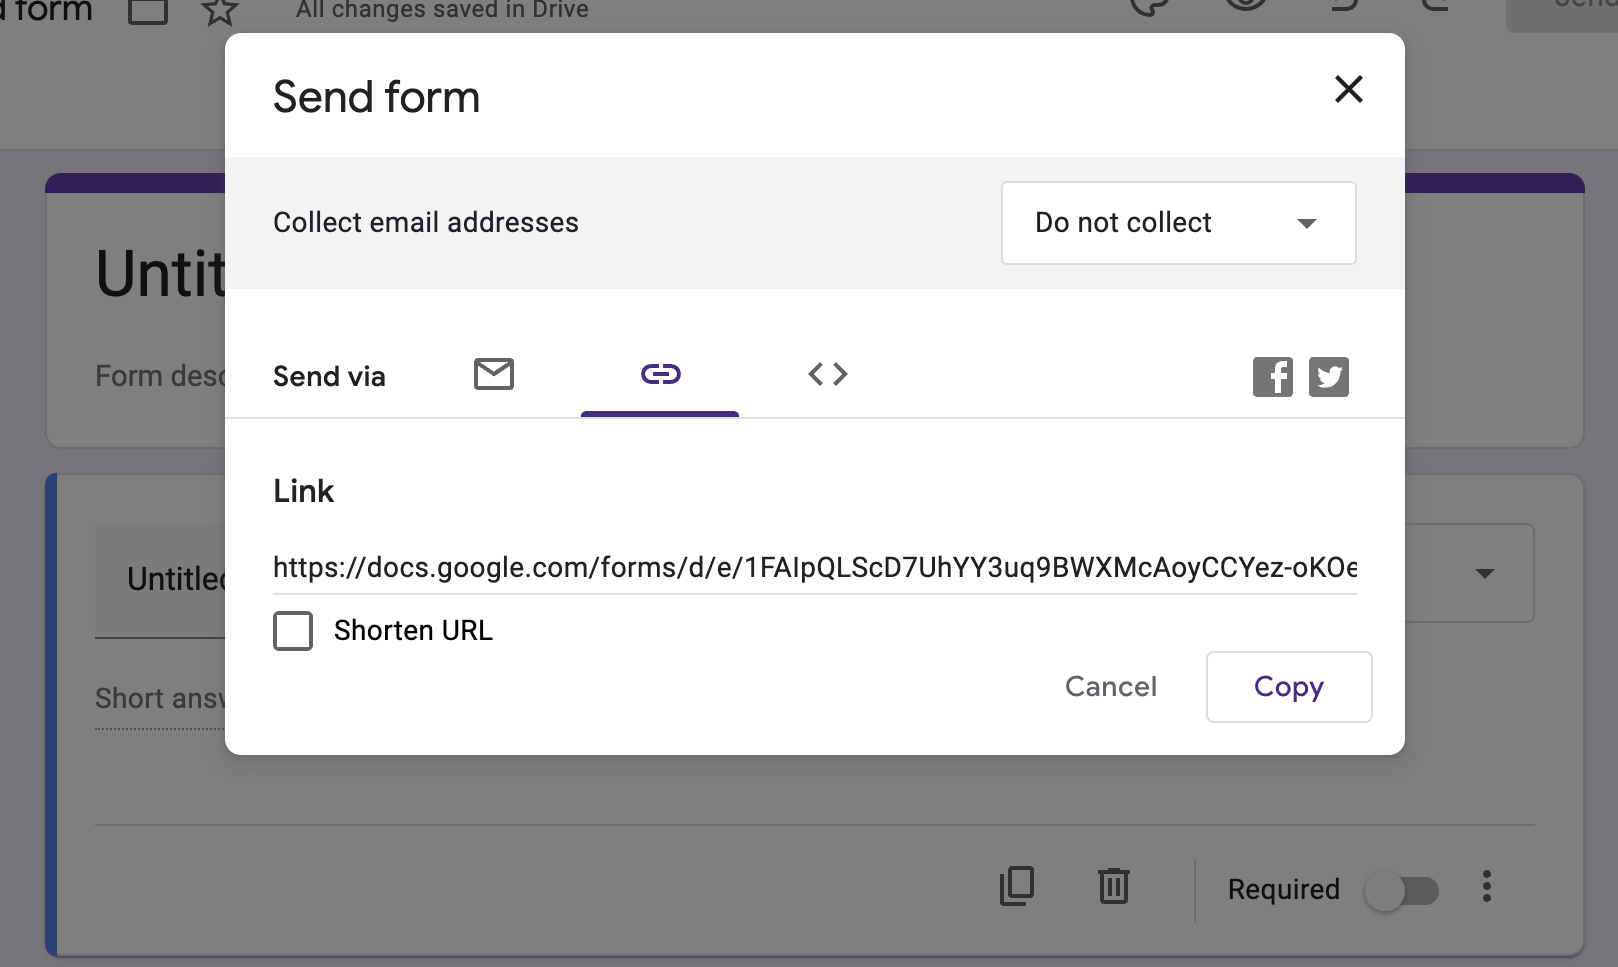 form
All changes saved in Drive
Send form
Collect email addresses
Do not collect
Untit
Form desc
Send via
Link
https://docs.google.com/forms/d/e/1FAIpQLScD7UhYY3uq9BWXMcAoyCCYez-oKOe
Untitled
Shorten URL
Short answ
Cancel
Copy
Required